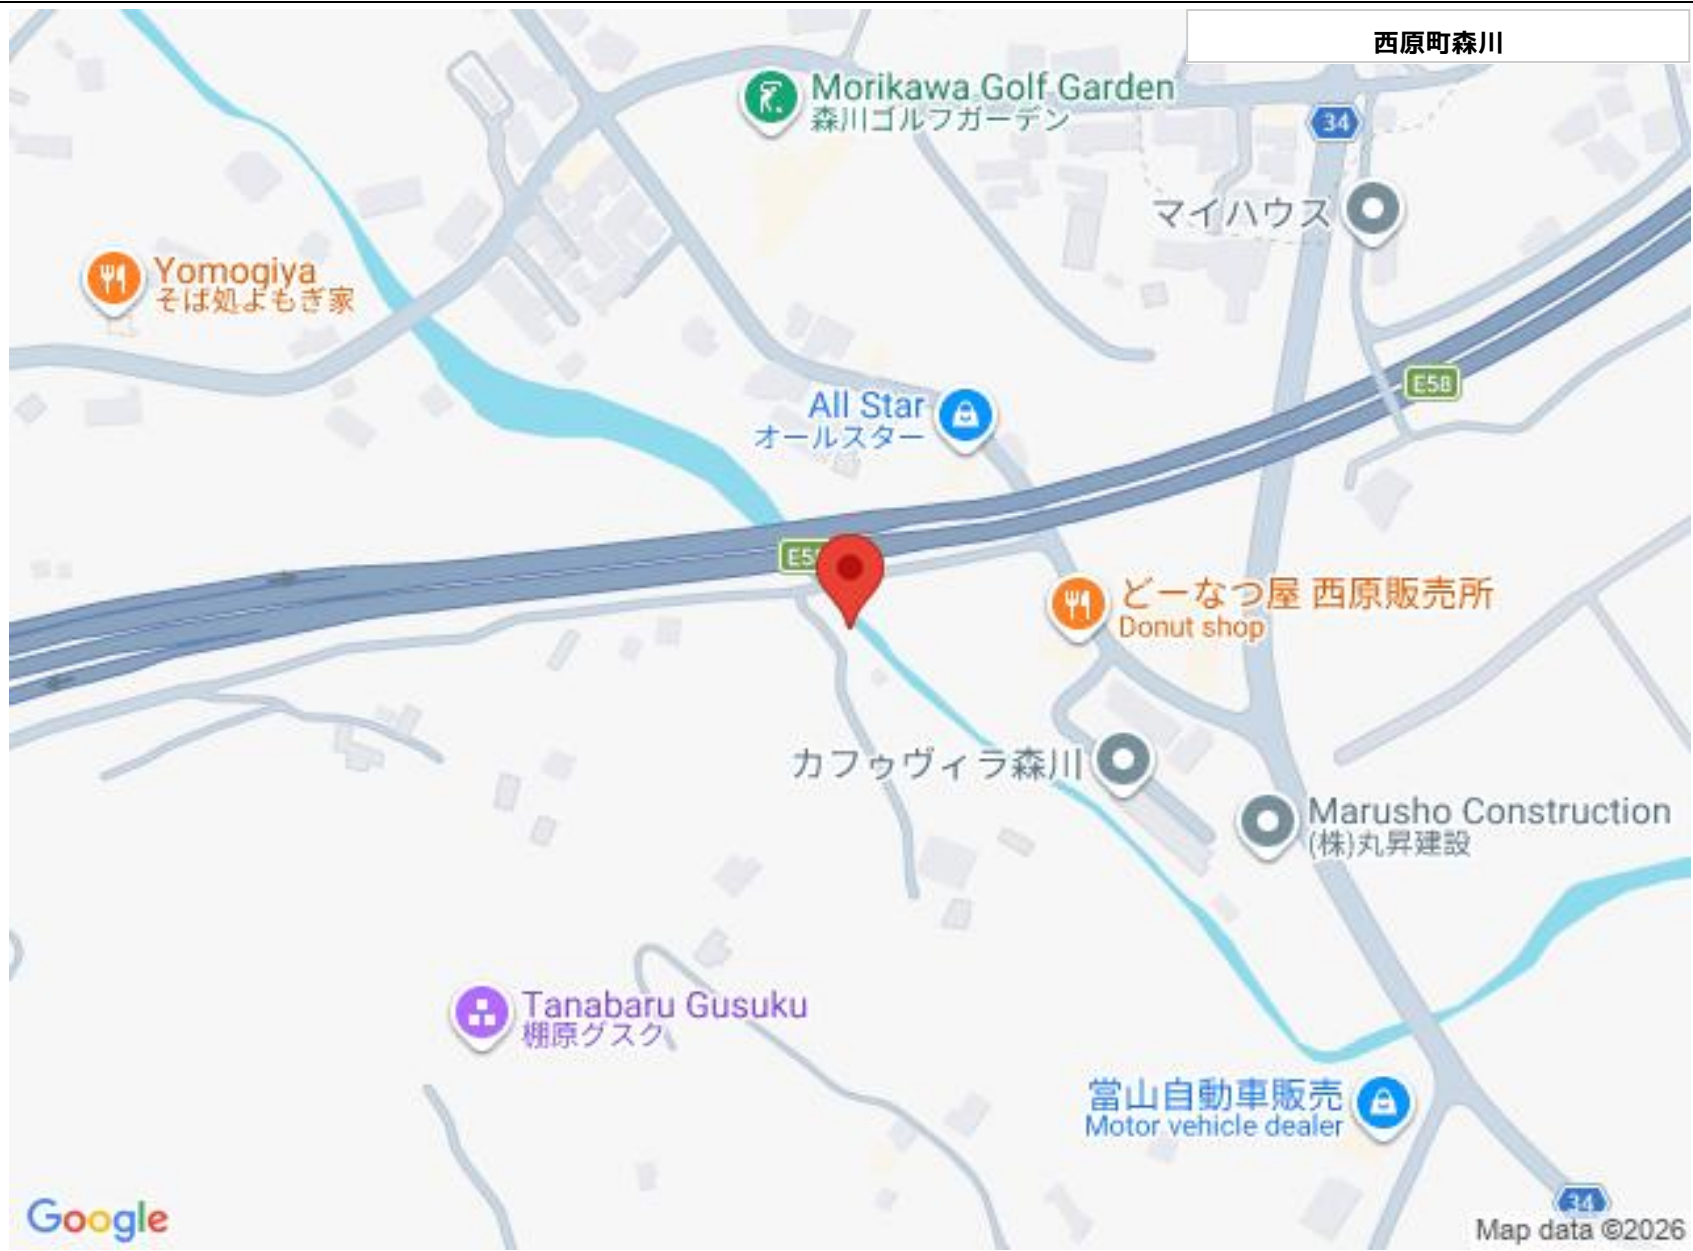 西原町森川
Morikawa Golf Garden
森川ゴルフガーデン
34
マイハウス
Yomogiya
そば処よもぎ家
E58
All Star
オールスター
どーなつ屋 西原販売所
Donut shop
カフゥヴィラ森川
Marusho Construction
(株)丸昇建設
Tanabaru Gusuku
棚原グスク
當山自動車販売
Motor vehicle dealer
34
Google
Map data ©2026